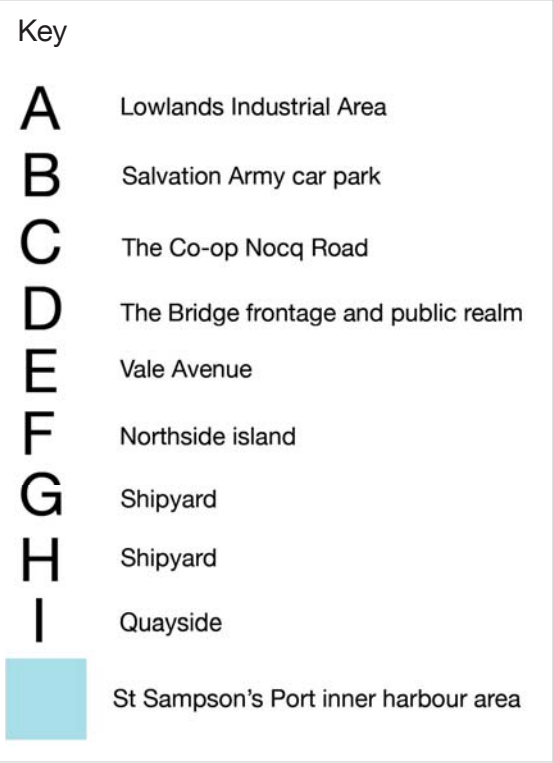 Key
A Lowlands Industrial Area
B Salvation Army car park
C The Co-op Nocq Road
D The Bridge frontage and public realm
E Vale Avenue
F Northside island
G Shipyard
H Shipyard
I Quayside
St Sampson’s Port inner harbour area